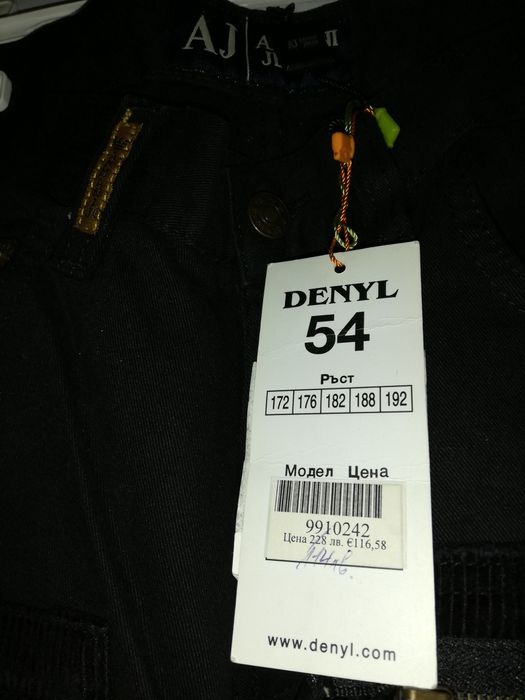 AJ
DENYL
54
Ръст
172 176 182 188 192
Модел Цена
9910242
Цена 228 лв. €116,58
www.denyl.com